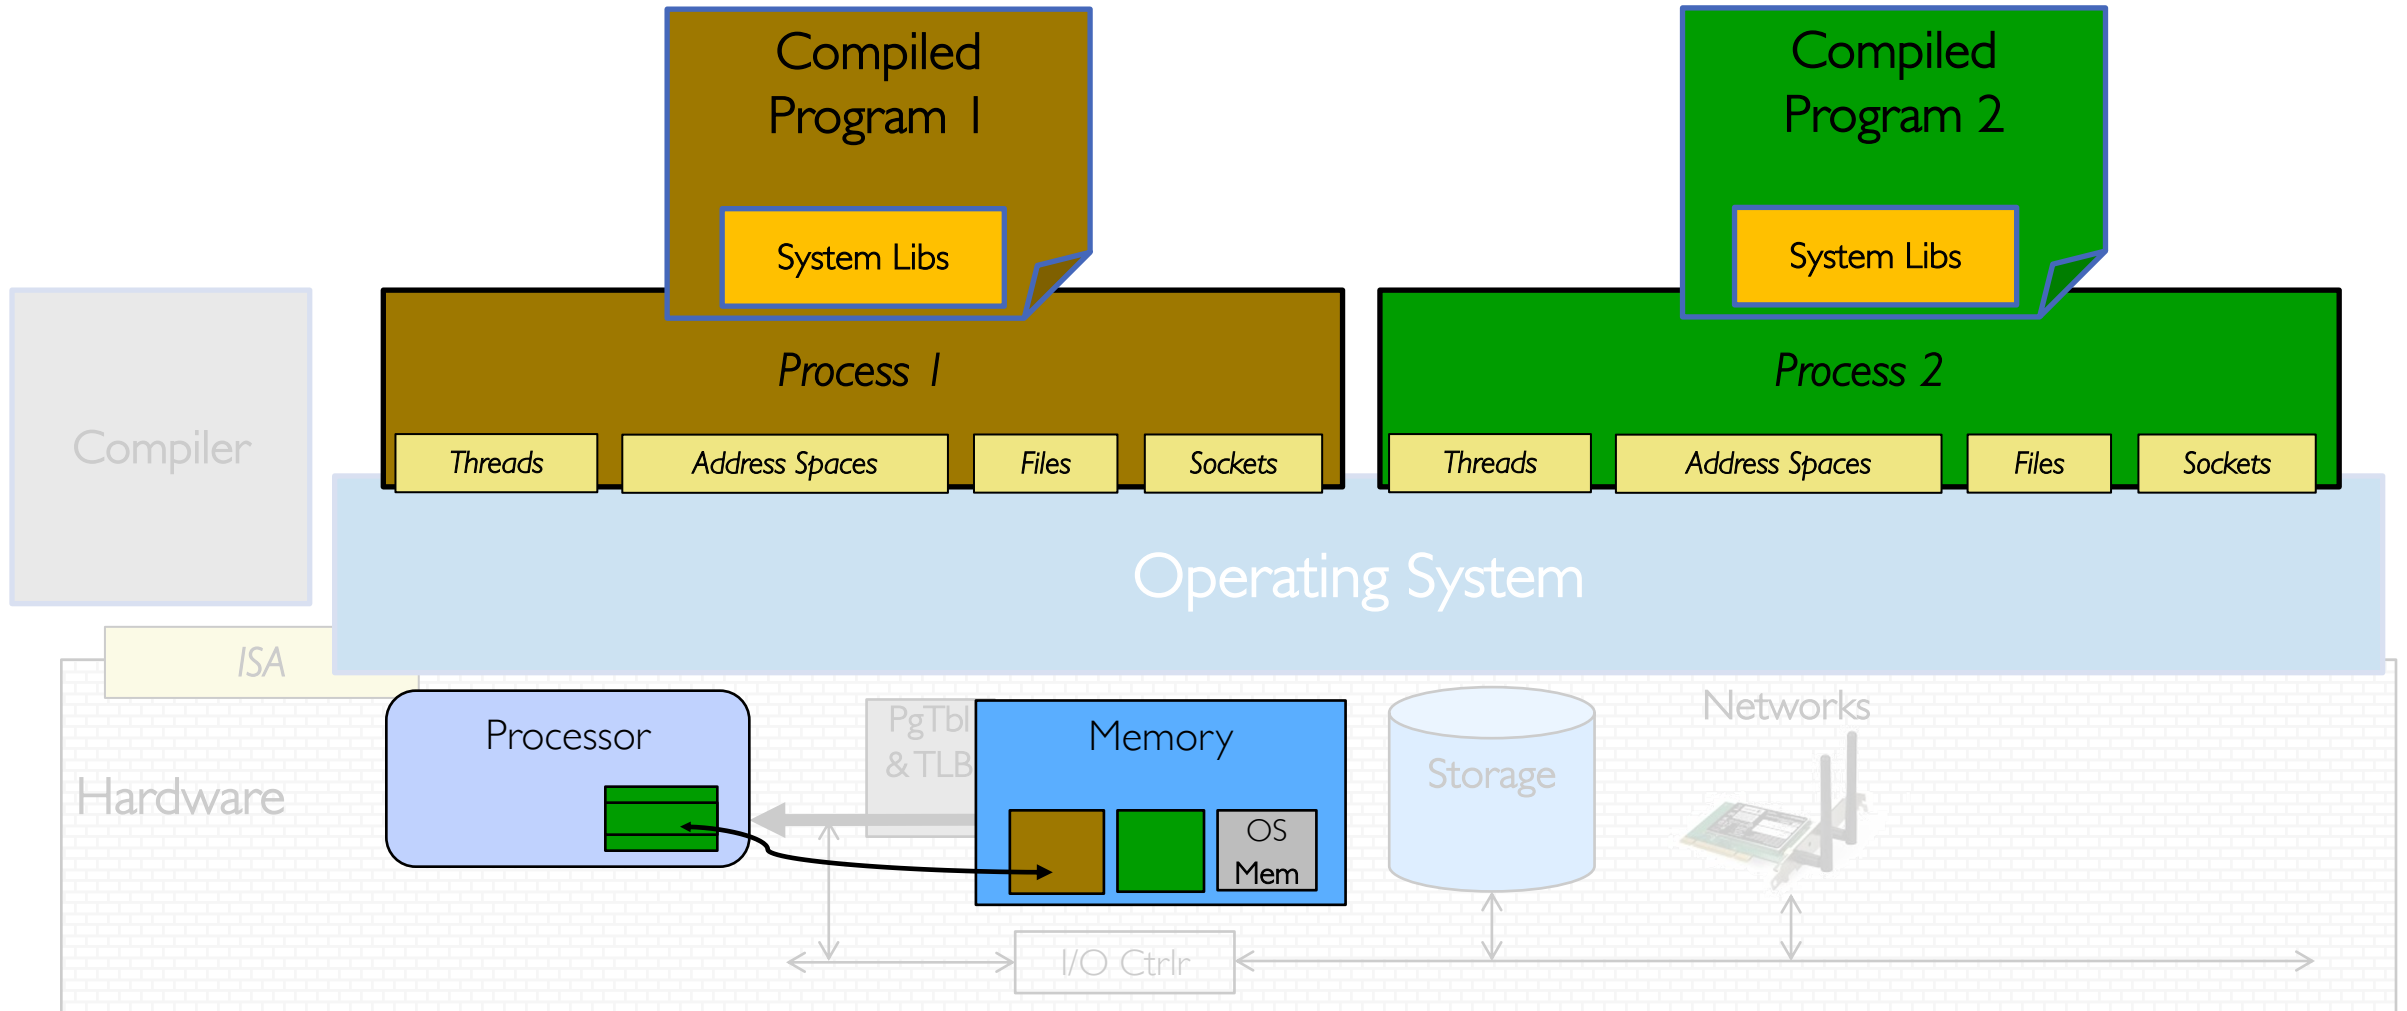 Compiled
Program 1
System Libs
Compiled
Program 2
System Libs
Process 1
Process 2
Compiler
Threads
Address Spaces
Files
Sockets
Threads
Address Spaces
Files
Sockets
Operating System
ISA
Processor
PgTbl
& TLB
Memory
Networks
Storage
Hardware
OS
Mem
I/O Ctrlr